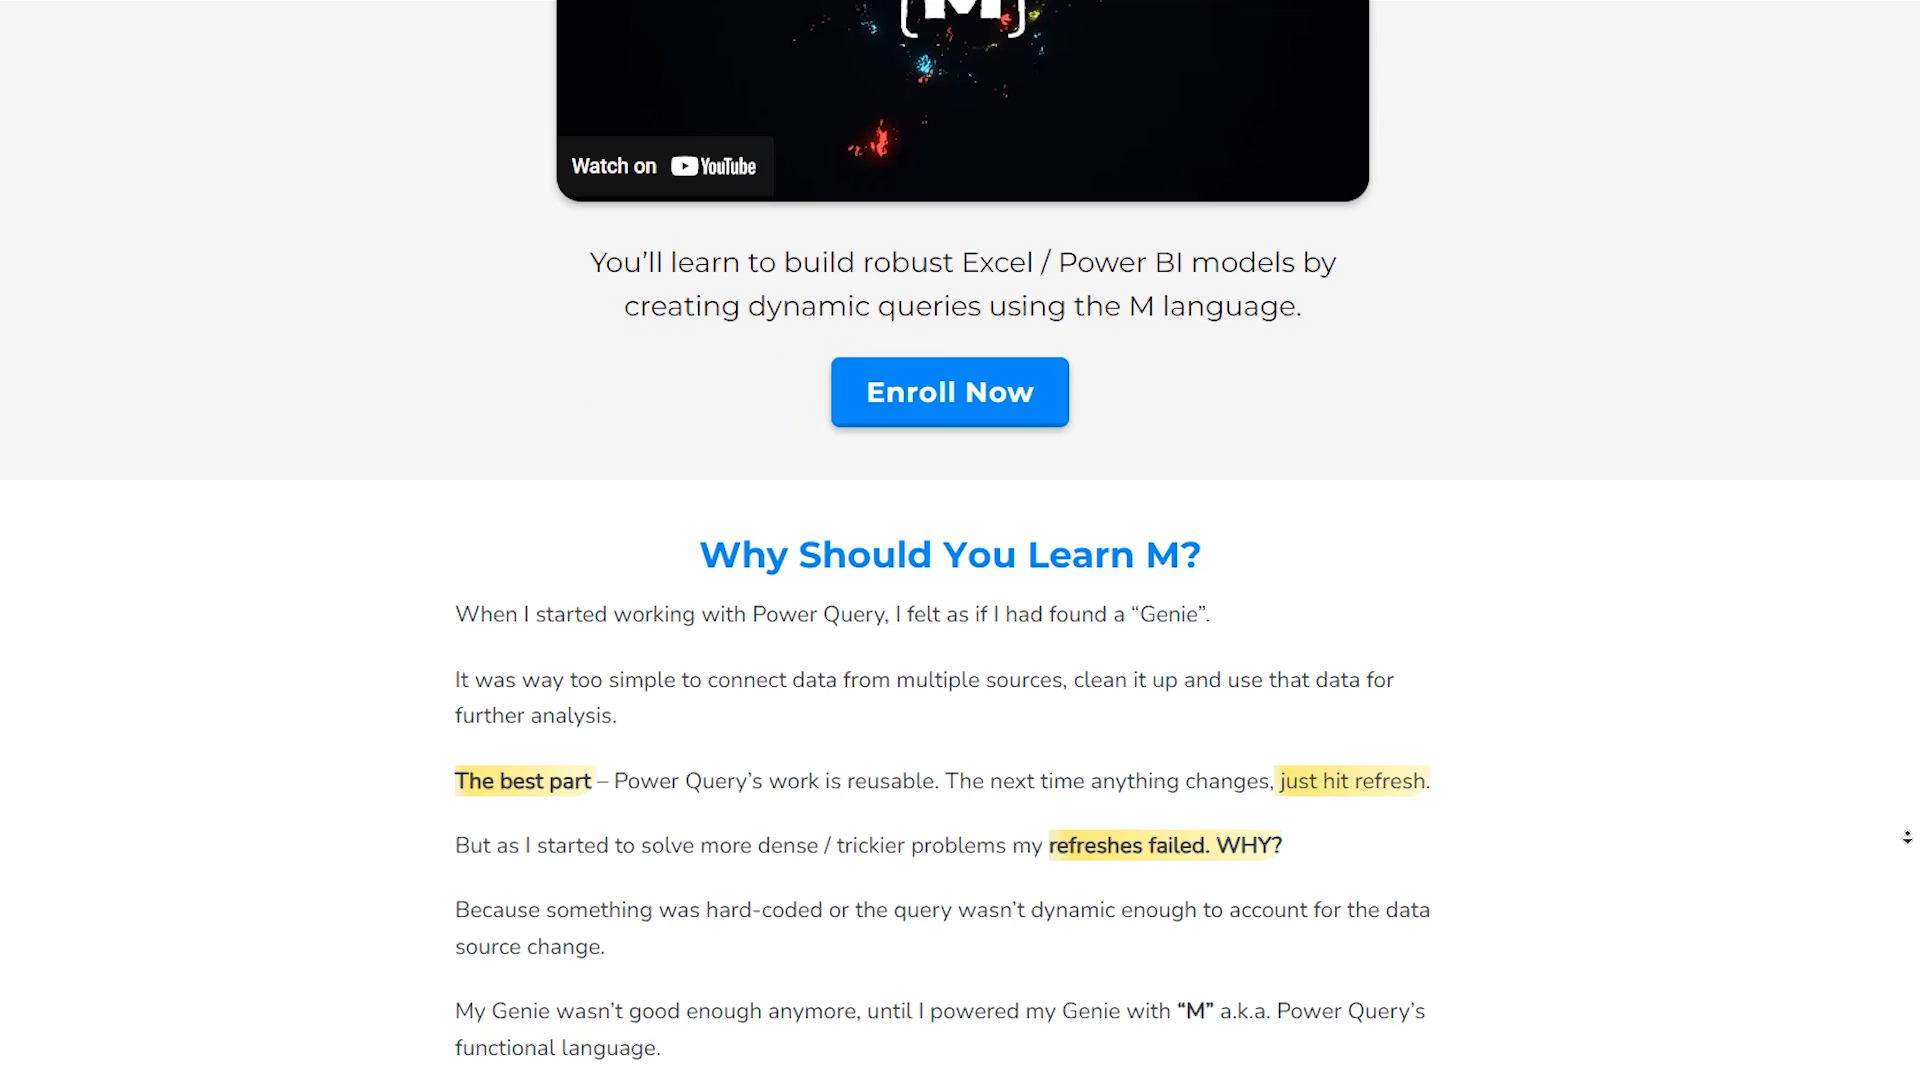 M
Watch on YouTube
You’ll learn to build robust Excel / Power BI models by
creating dynamic queries using the M language.
Enroll Now
Why Should You Learn M?
When I started working with Power Query, I felt as if I had found a “Genie”.
It was way too simple to connect data from multiple sources, clean it up and use that data for
further analysis.
The best part – Power Query’s work is reusable. The next time anything changes, just hit refresh.
But as I started to solve more dense / trickier problems my refreshes failed. WHY?
Because something was hard-coded or the query wasn’t dynamic enough to account for the data
source change.
My Genie wasn’t good enough anymore, until I powered my Genie with “M” a.k.a. Power Query’s
functional language.